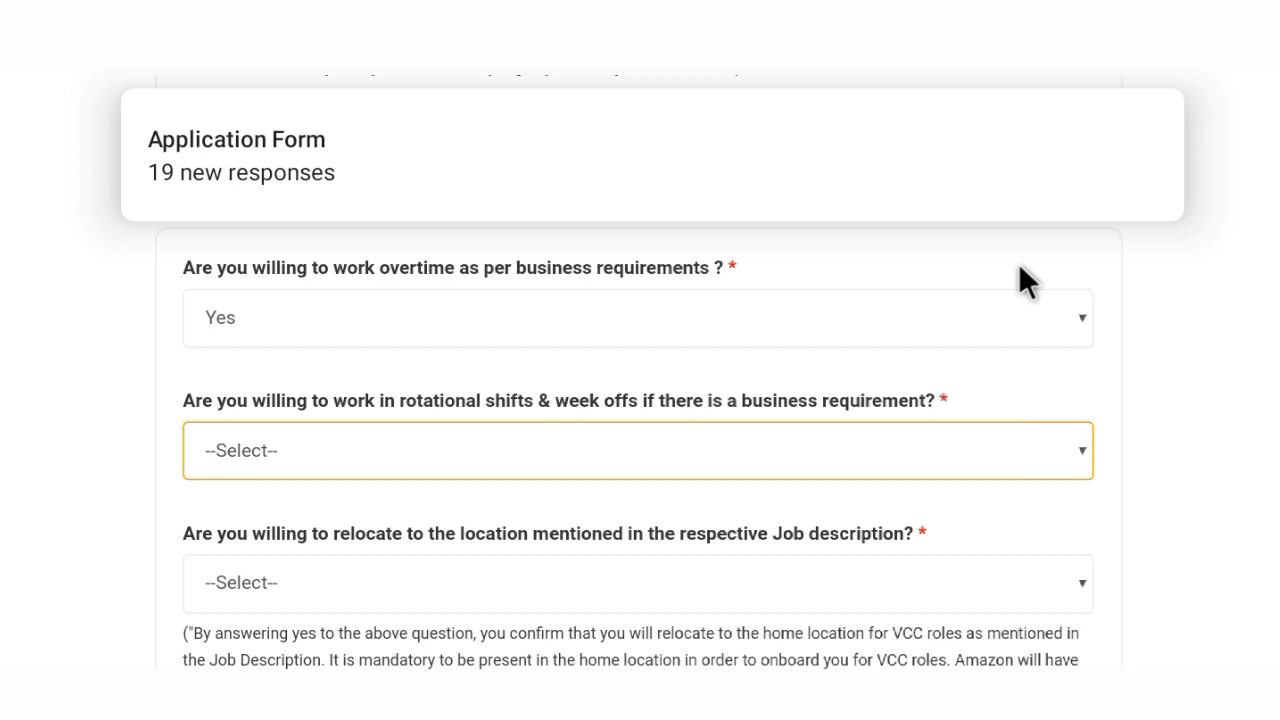 Application Form
19 new responses
Are you willing to work overtime as per business requirements ? *
Yes
Are you willing to work in rotational shifts & week offs if there is a business requirement? *
--Select--
Are you willing to relocate to the location mentioned in the respective Job description? *
--Select--
("By answering yes to the above question, you confirm that you will relocate to the home location for VCC roles as mentioned in
the Job Description. It is mandatory to be present in the home location in order to onboard you for VCC roles. Amazon will have